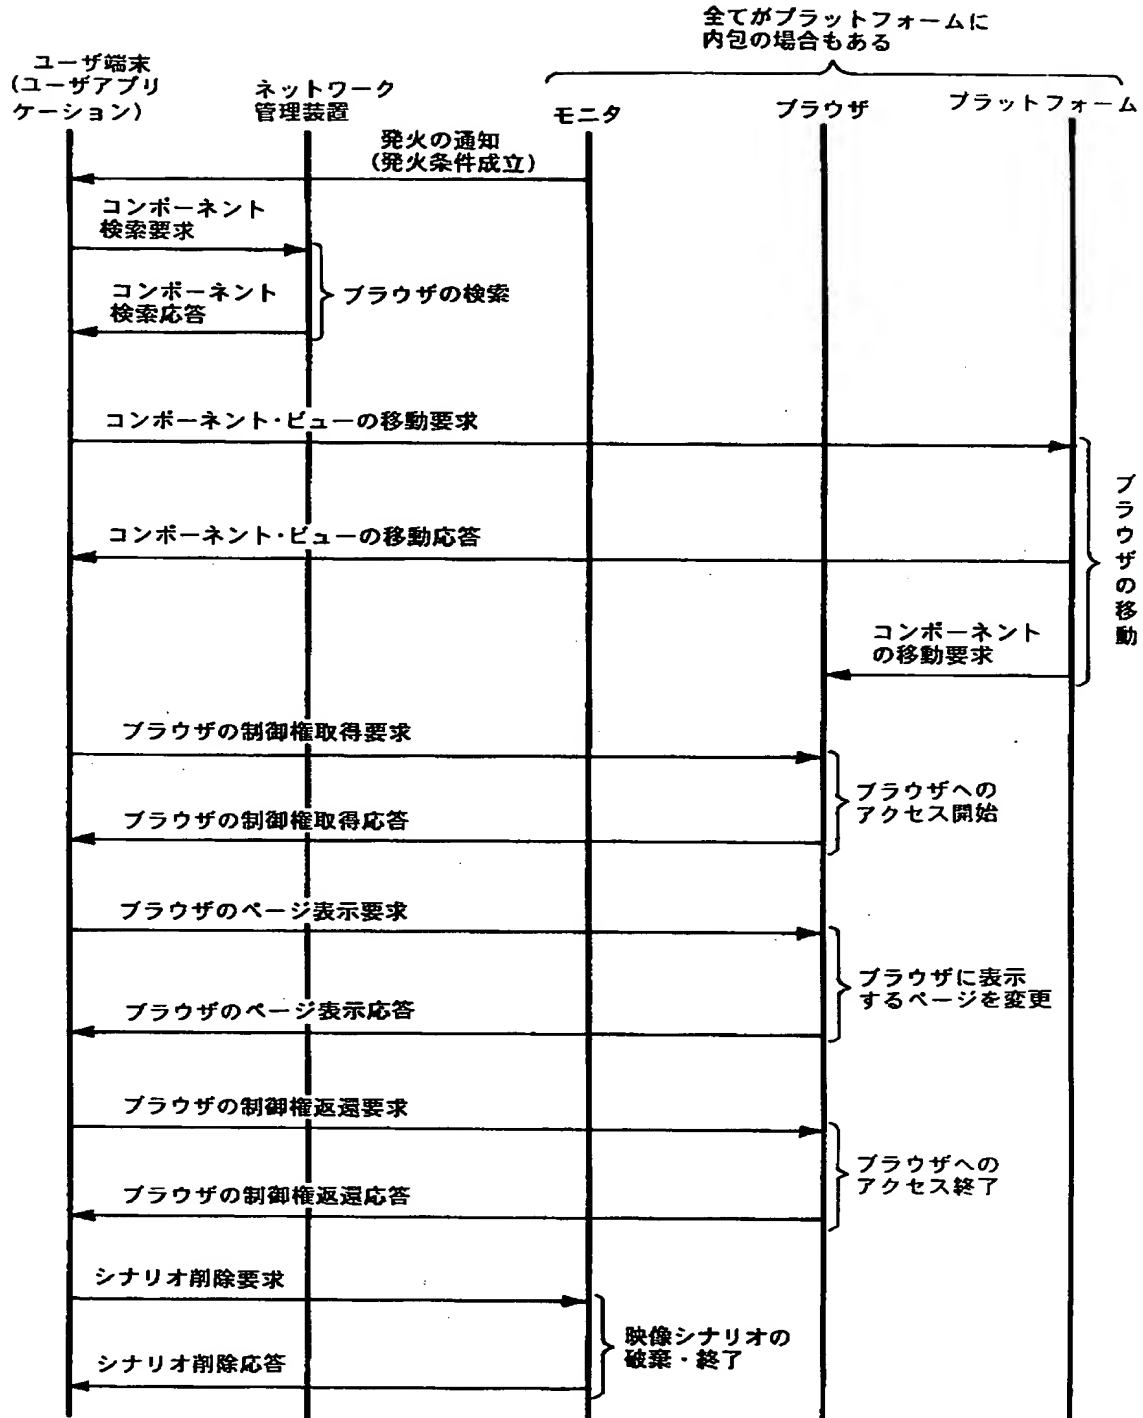 全てがプラットフォームに
内包の場合もある
ユーザ端末
(ユーザアプリ
ケーション)
ネットワーク
管理装置
モニタ
ブラウザ
プラットフォーム
発火の通知
(発火条件成立)
コンポーネント
検索要求
コンポーネント
検索応答
ブラウザの検索
コンポーネント・ビューの移動要求
コンポーネント・ビューの移動応答
ブラウザの移動
コンポーネント
の移動要求
ブラウザの制御権取得要求
ブラウザへの
アクセス開始
ブラウザの制御権取得応答
ブラウザのページ表示要求
ブラウザに表示
するページを変更
ブラウザのページ表示応答
ブラウザの制御権返還要求
ブラウザへの
アクセス終了
ブラウザの制御権返還応答
シナリオ削除要求
映像シナリオの
破棄・終了
シナリオ削除応答